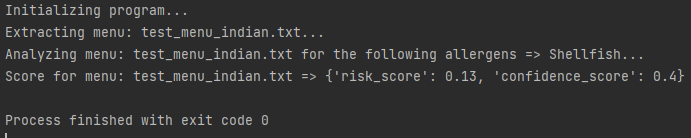 Initializing program...
Extracting menu: test_menu_indian.txt...
Analyzing menu: test_menu_indian.txt for the following allergens => Shellfish...
Score for menu: test_menu_indian.txt => {'risk_score': 0.13, 'confidence_score': 0.4}
Process finished with exit code 0